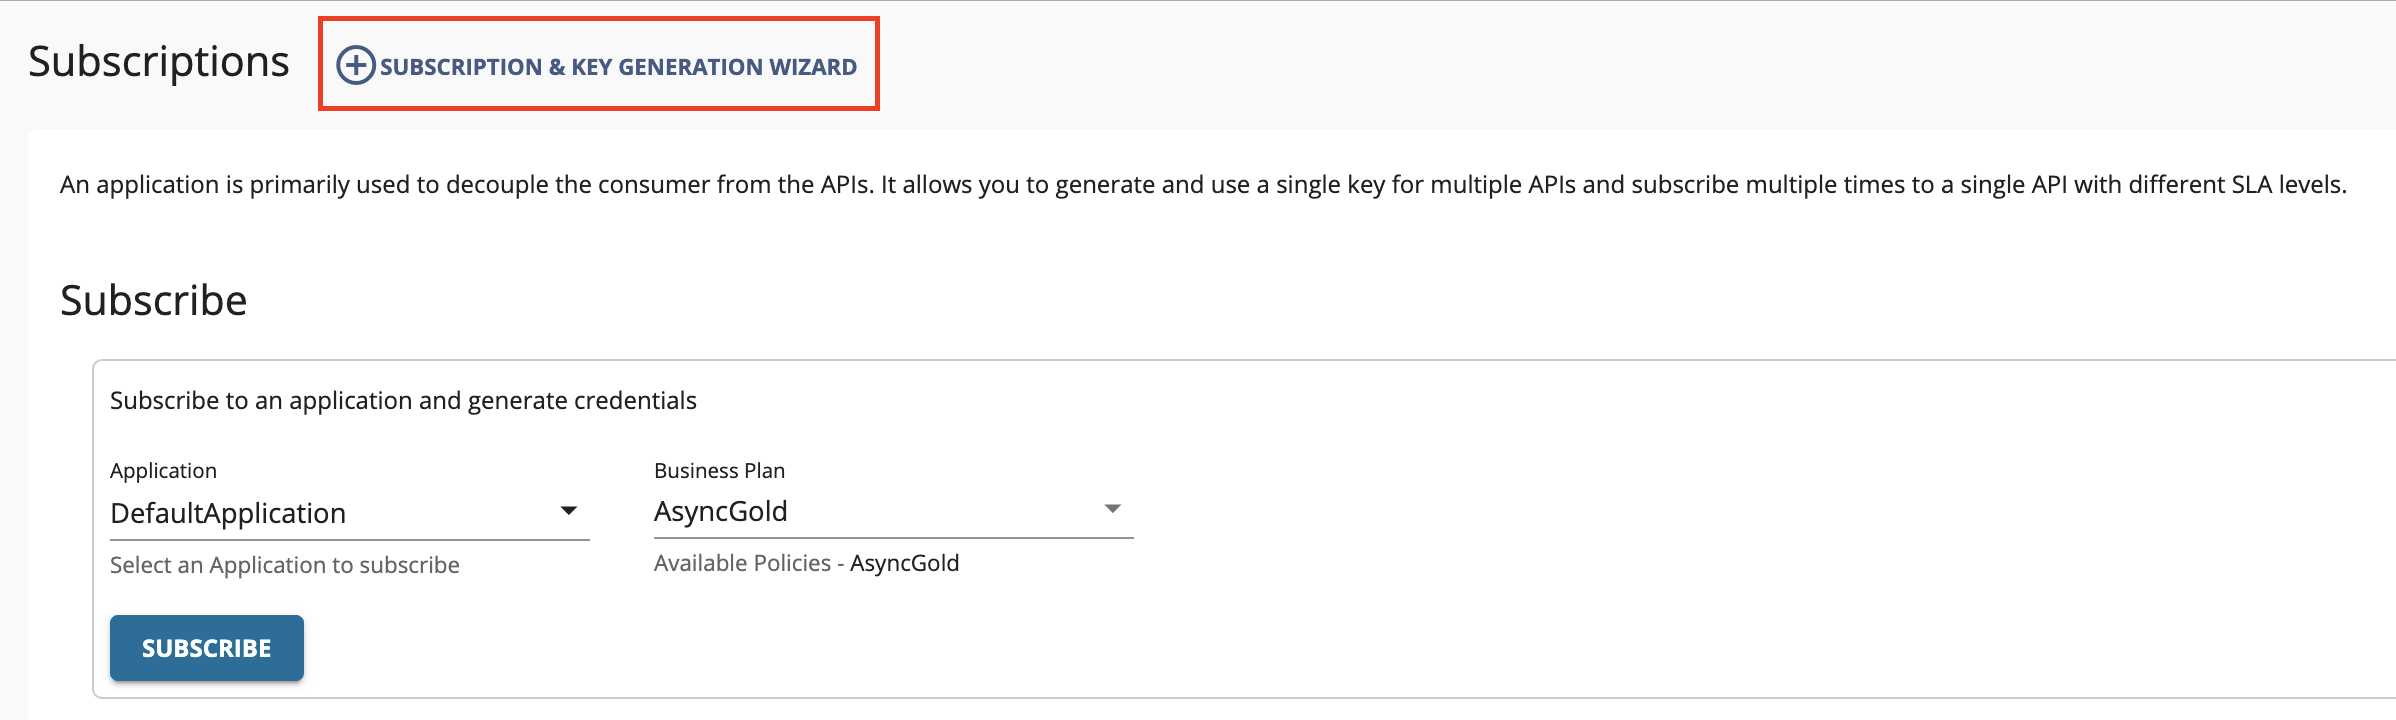 Subscriptions
SUBSCRIPTION & KEY GENERATION WIZARD
An application is primarily used to decouple the consumer from the APIs. It allows you to generate and use a single key for multiple APIs and subscribe multiple times to a single API with different SLA levels.
Subscribe
Subscribe to an application and generate credentials
Application
DefaultApplication
Select an Application to subscribe
Business Plan
AsyncGold
Available Policies - AsyncGold
SUBSCRIBE